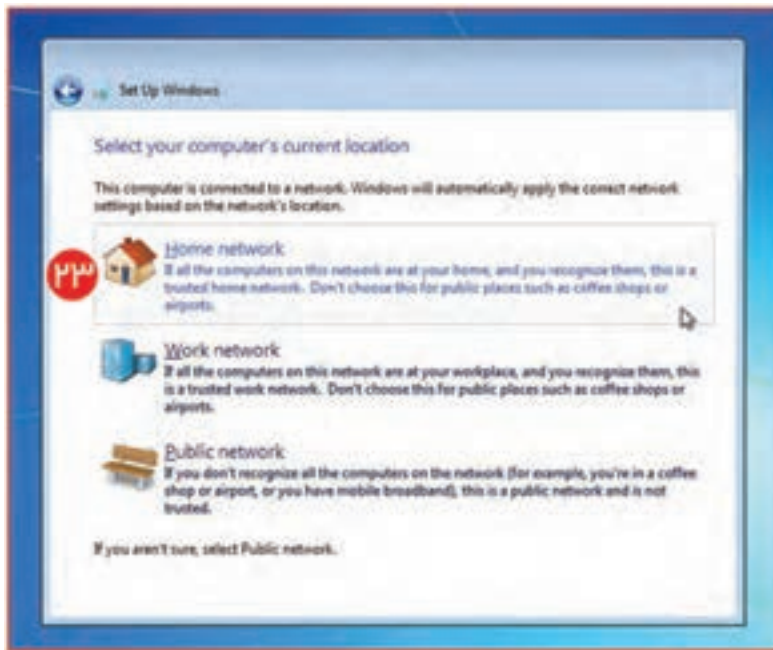 Set Up Windows
Select your computer's current location
This computer is connected to a network. Windows will automatically apply the correct network
settings based on the network's location.
۲۳
Home network
If all the computers on this network are at your home, and you recognize them, this is a
trusted home network. Don't choose this for public places such as coffee shops or
airports.
Work network
If all the computers on this network are at your workplace, and you recognize them, this
is a trusted work network. Don't choose this for public places such as coffee shops or
airports.
Public network
If you don't recognize all the computers on the network (for example, you're in a coffee
shop or airport, or you have mobile broadband), this is a public network and is not
trusted.
If you aren't sure, select Public network.